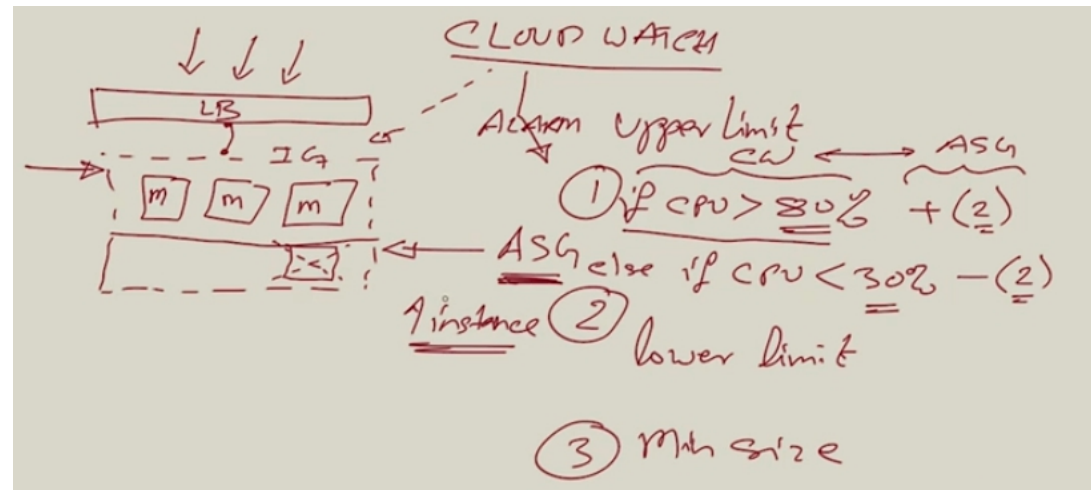 CLOUD WATCH
LB
ALARM Upper limit
CW ASG
IG
m m m
① if CPU > 80% + (2)
ASG else if CPU < 30% - (2)
1 instance ②
lower limit
③ Min size